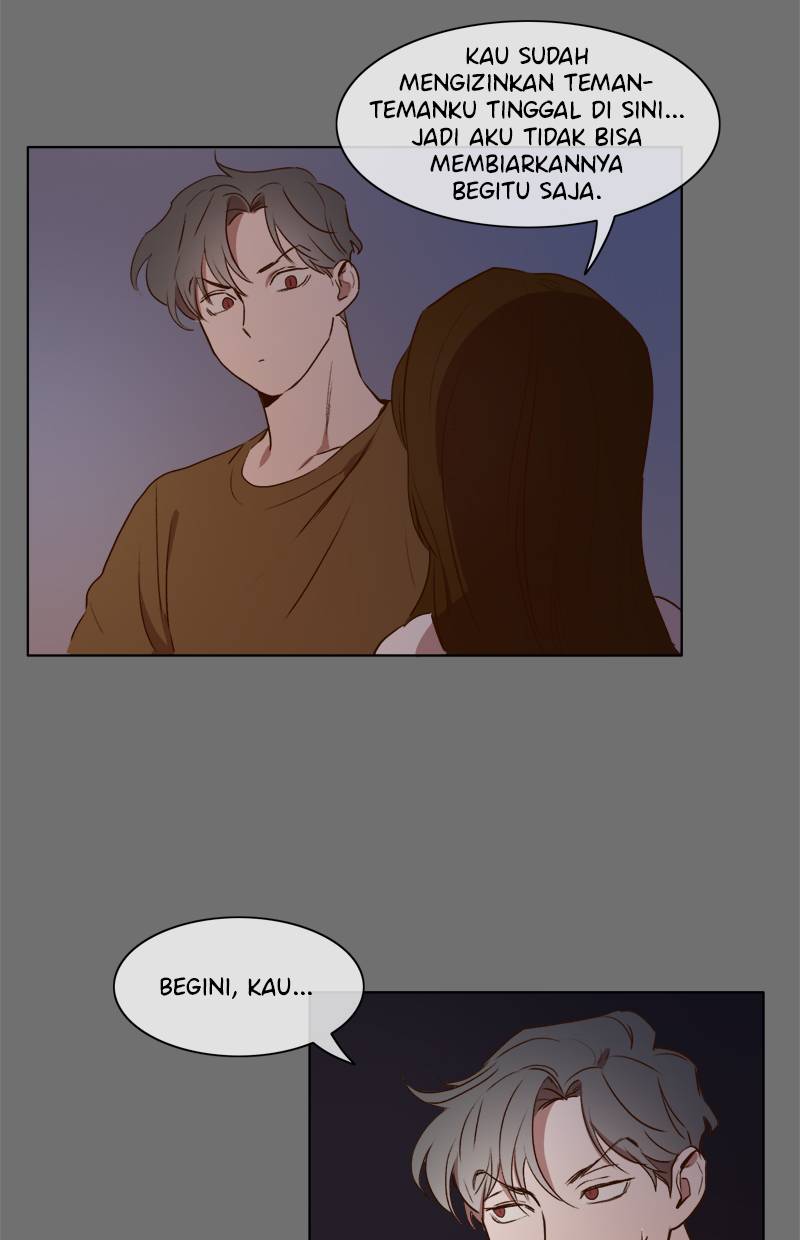 KAU SUDAH
MENGIZINKAN TEMAN-
TEMANKU TINGGAL DI SINI...
JADI AKU TIDAK BISA
MEMBIARKANNYA
BEGITU SAJA.
BEGINI, KAU...